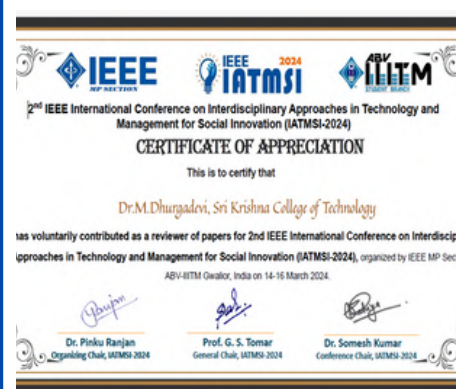 IEEE
MP SECTION
IEEE 2024
IATMSI
ABV
IIITM
STUDENT BRANCH
2nd IEEE International Conference on Interdisciplinary Approaches in Technology and
Management for Social Innovation (IATMSI-2024)
CERTIFICATE OF APPRECIATION
This is to certify that
Dr.M.Dhurgadevi, Sri Krishna College of Technology
has voluntarily contributed as a reviewer of papers for 2nd IEEE International Conference on Interdiscip
Approaches in Technology and Management for Social Innovation (IATMSI-2024), organized by IEEE MP Sec
ABV-IIITM Gwalior, India on 14-16 March 2024.
Dr. Pinku Ranjan
Prof. G. S. Tomar
Dr. Somesh Kumar
Organizing Chair, IATMSI-2024
General Chair, IATMSI-2024
Conference Chair, IATMSI-2024